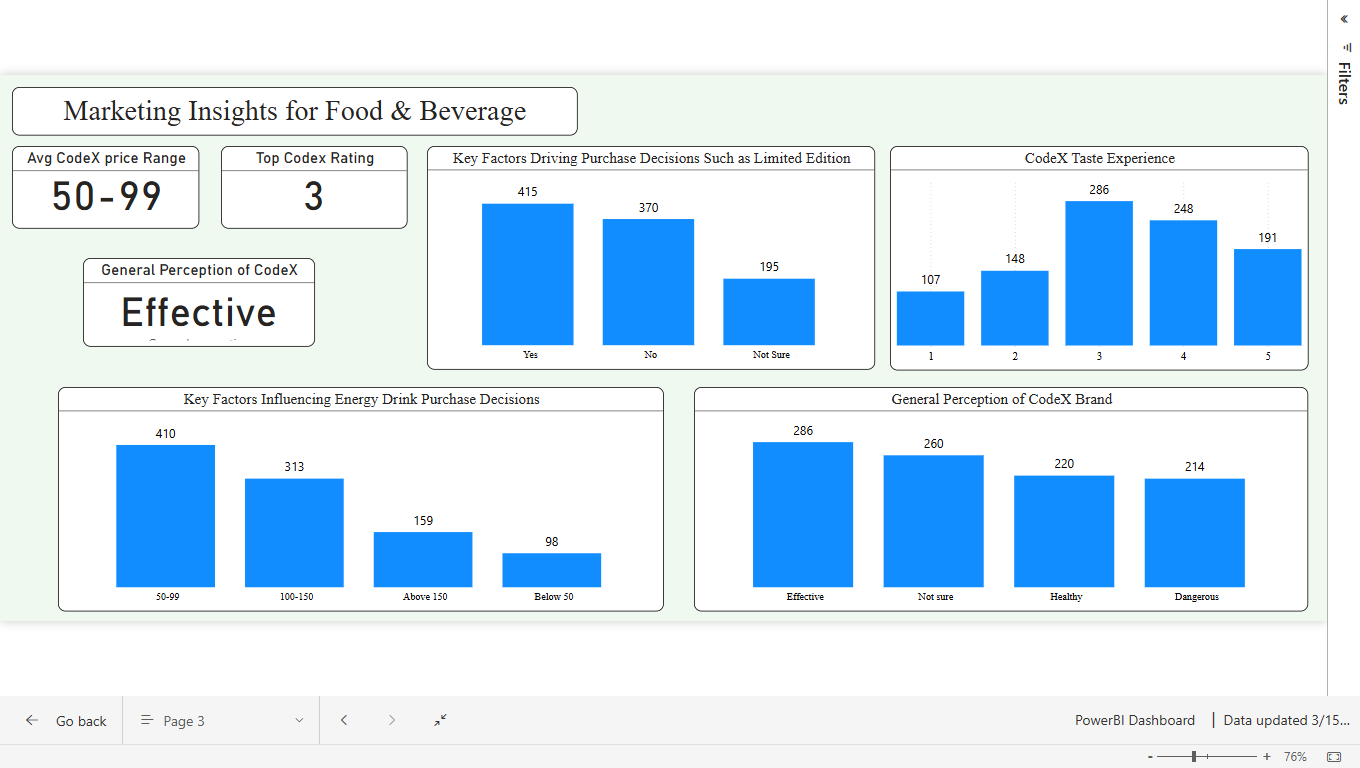 Filters
Marketing Insights for Food & Beverage
Avg CodeX price Range
50-99
Top Codex Rating
3
General Perception of CodeX
Effective
Key Factors Driving Purchase Decisions Such as Limited Edition
415
370
195
Yes
No
Not Sure
CodeX Taste Experience
107
148
286
248
191
1
2
3
4
5
Key Factors Influencing Energy Drink Purchase Decisions
410
313
159
98
50-99
100-150
Above 150
Below 50
General Perception of CodeX Brand
286
260
220
214
Effective
Not sure
Healthy
Dangerous
Go back
Page 3
PowerBI Dashboard | Data updated 3/15...
- + 76%